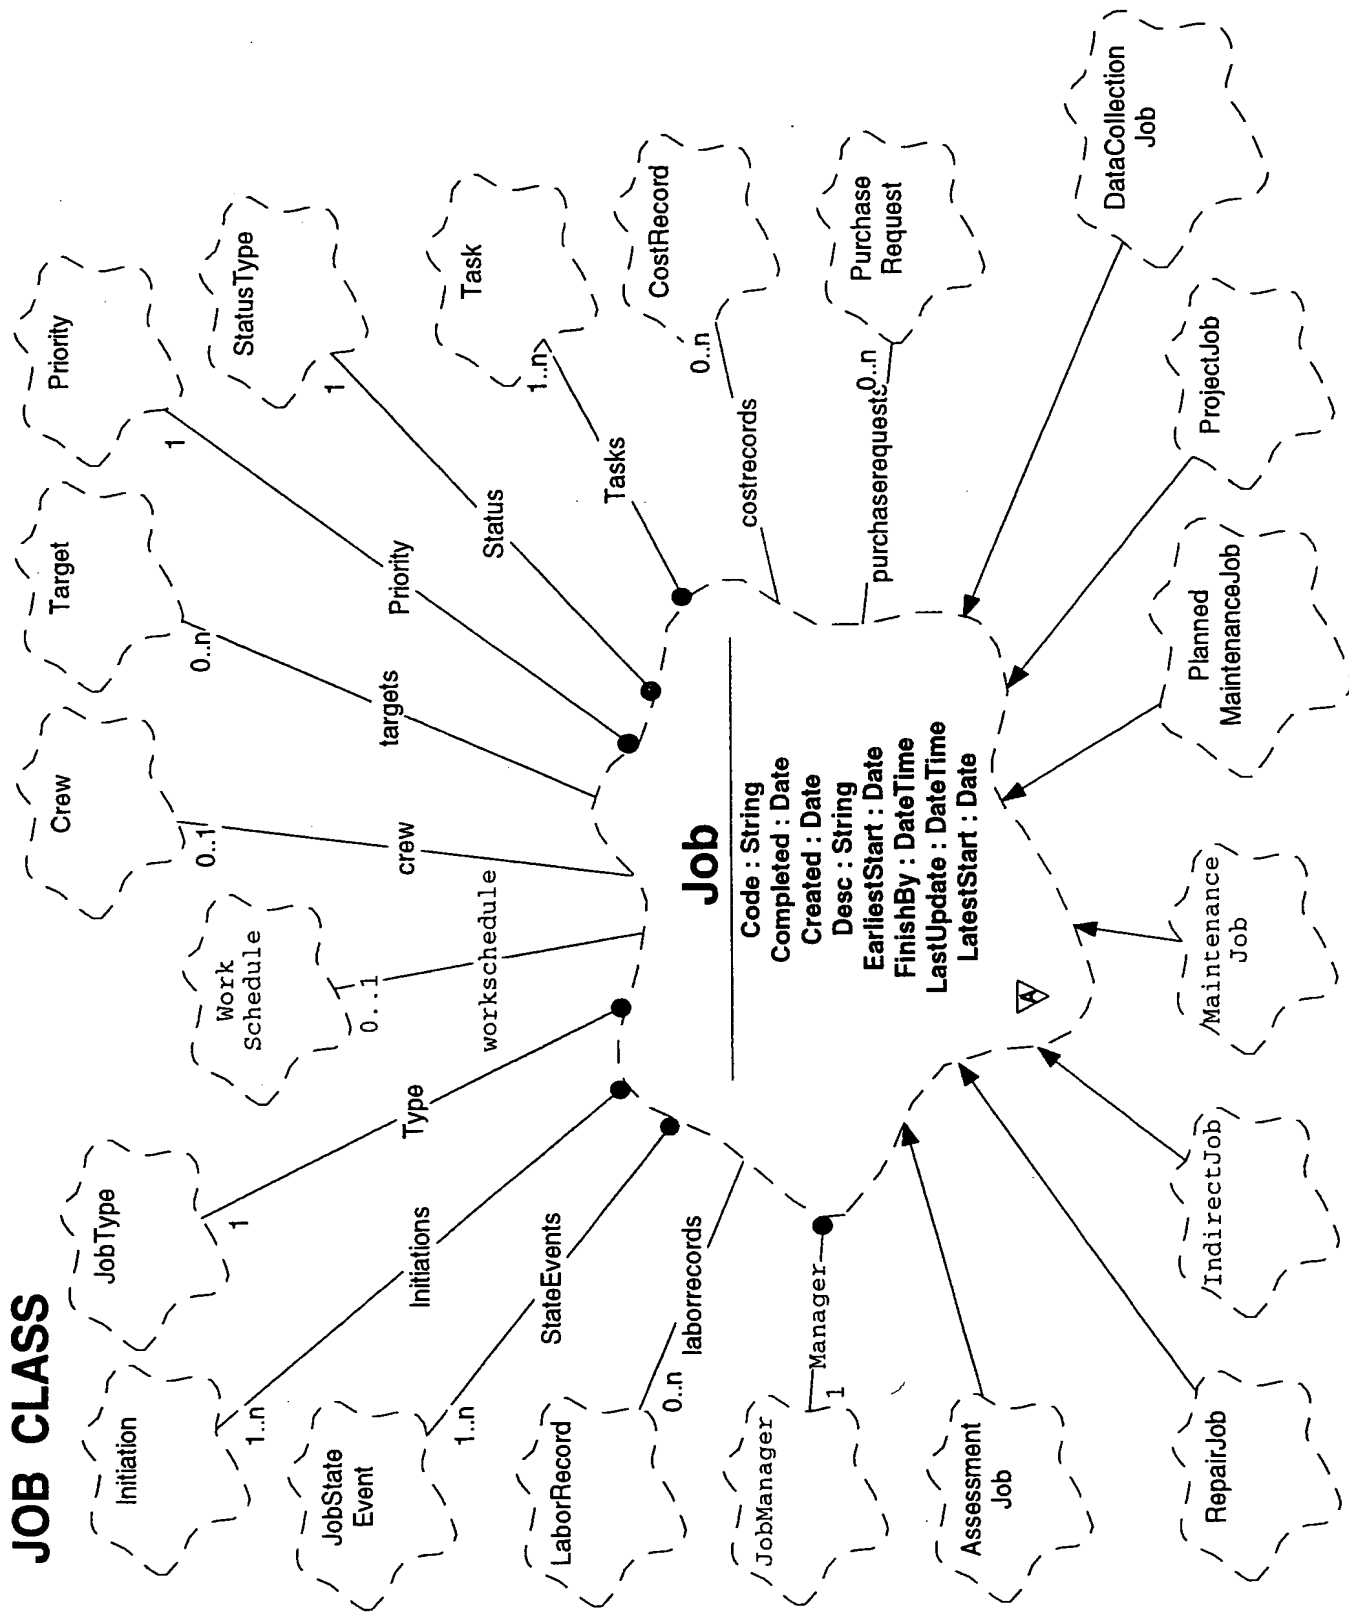 JOB CLASS
Initiation
1..n
Initiations
JobType
1
Type
Work
Schedule
0..1
workschedule
Crew
0..1
crew
Target
0..n
targets
Priority
1
Priority
StatusType
1
Status
Task
1..n
Tasks
CostRecord
0..n
costrecords
Purchase
Request
0..n
purchaserequests
JobState
Event
1..n
StateEvents
LaborRecord
0..n
laborrecords
JobManager
1
Manager
Job
Code : String
Completed : Date
Created : Date
Desc : String
EarliestStart : Date
FinishBy : DateTime
LastUpdate : DateTime
LatestStart : Date
A
Assessment
Job
RepairJob
/IndirectJob
/Maintenance
Job
Planned
MaintenanceJob
ProjectJob
DataCollection
Job